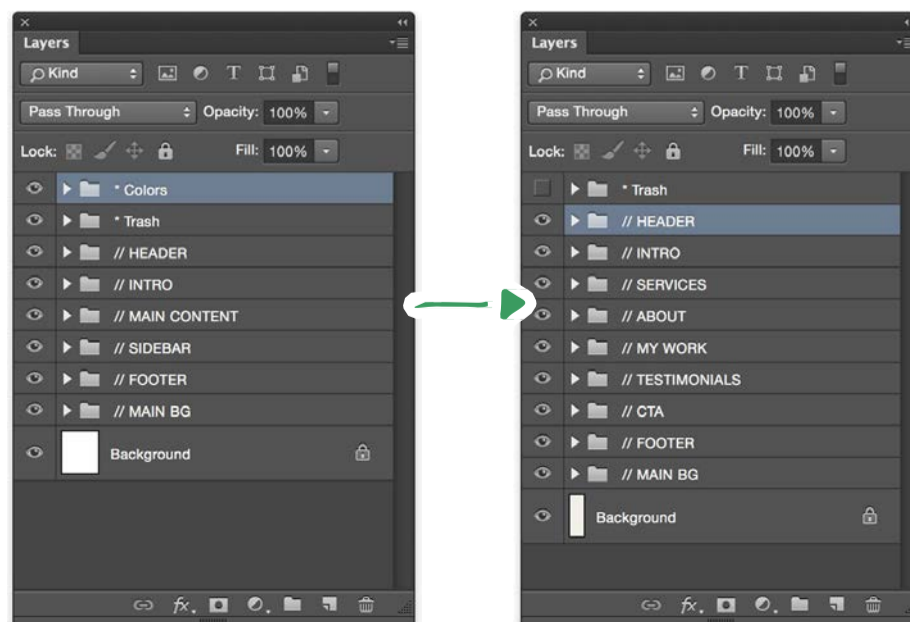 Layers
Kind
T
Pass Through Opacity: 100%
Lock: Fill: 100%
* Colors
* Trash
// HEADER
// INTRO
// MAIN CONTENT
// SIDEBAR
// FOOTER
// MAIN BG
Background
fx.
Layers
Kind
T
Pass Through Opacity: 100%
Lock: Fill: 100%
* Trash
// HEADER
// INTRO
// SERVICES
// ABOUT
// MY WORK
// TESTIMONIALS
// CTA
// FOOTER
// MAIN BG
Background
fx.